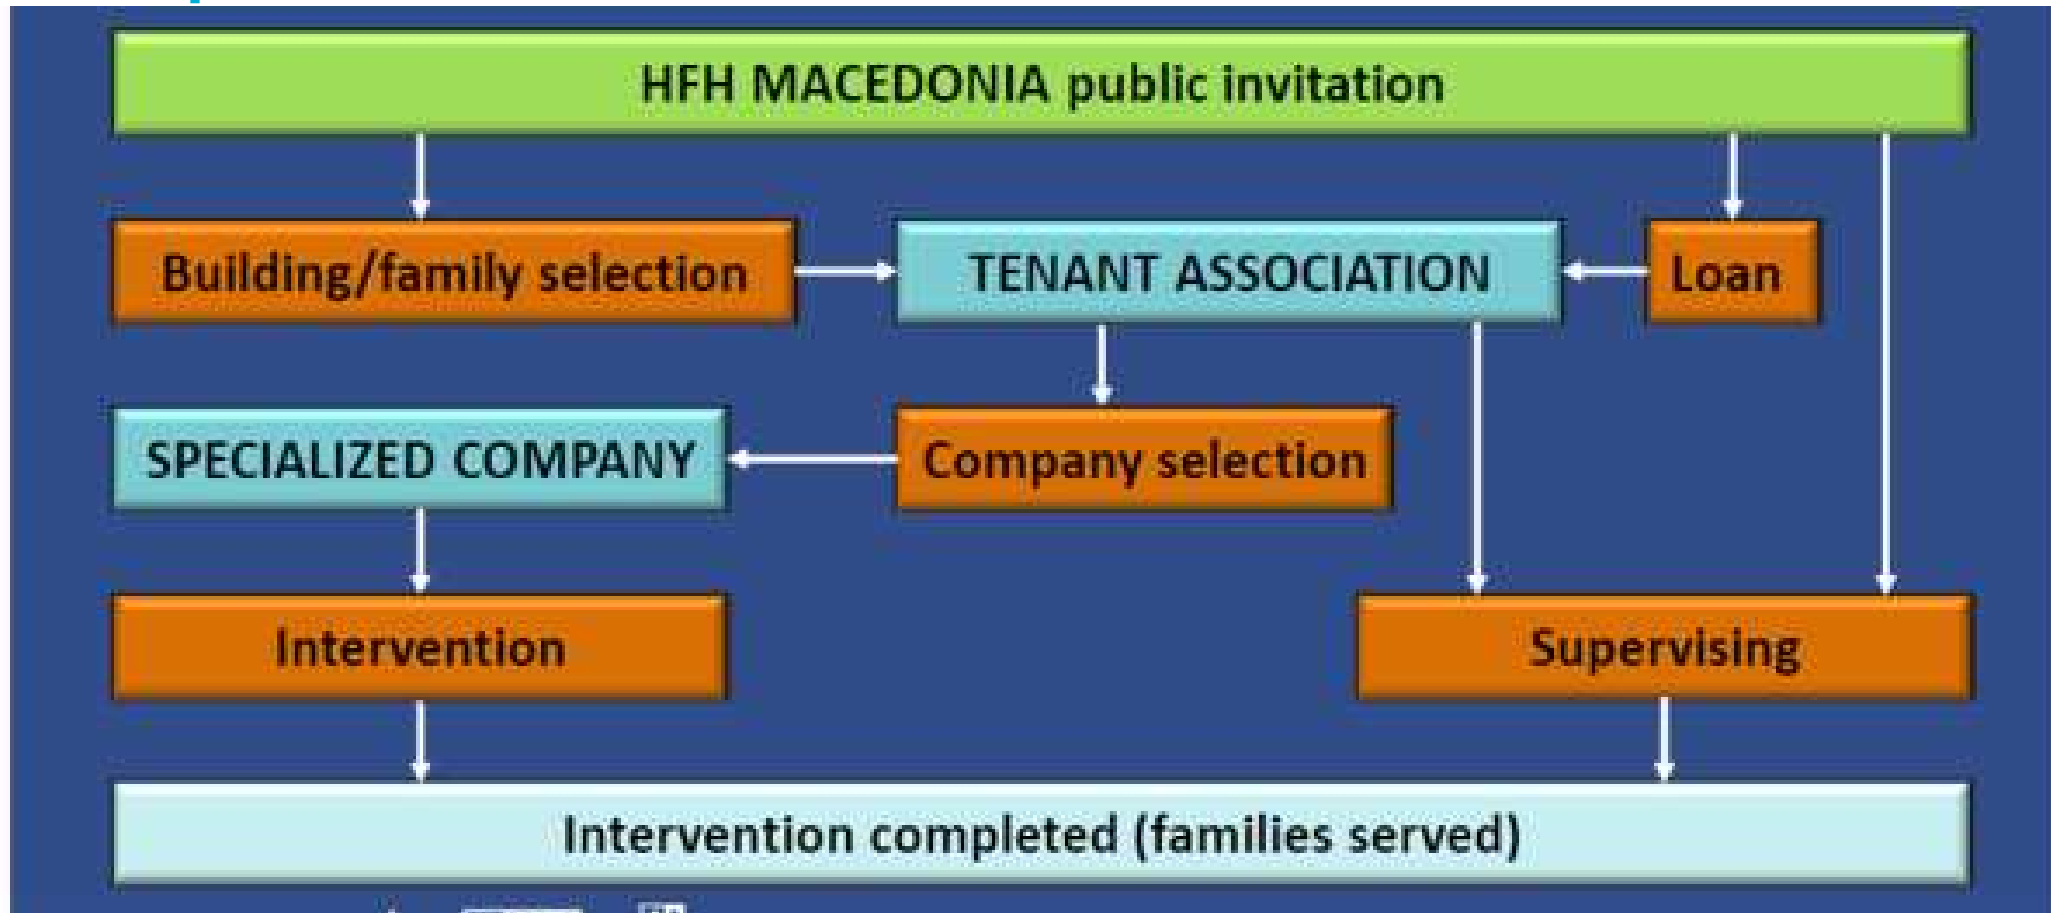 HFH MACEDONIA public invitation
Building/family selection
TENANT ASSOCIATION
Loan
SPECIALIZED COMPANY
Company selection
Intervention
Supervising
Intervention completed (families served)